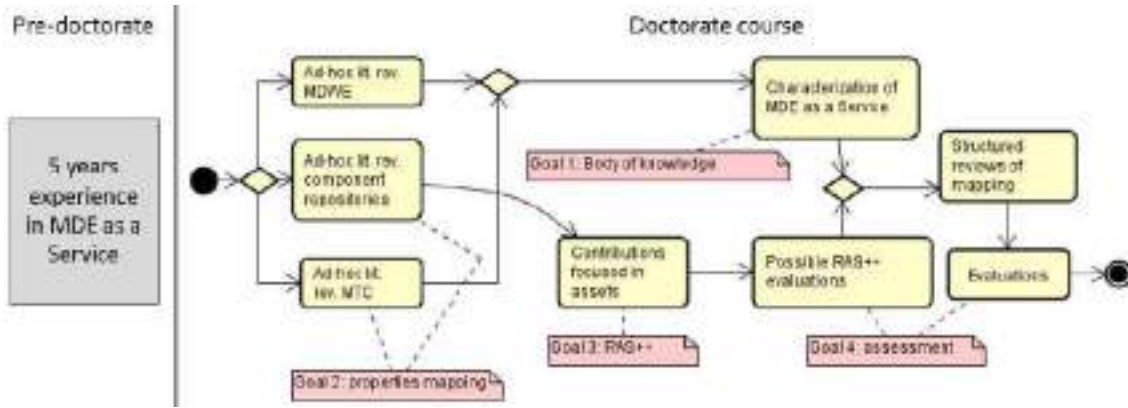 Pre-doctorate
Doctorate course
5 years
experience
in MDE as a
Service
Ad-hoc lit. rev.
MDWE
Ad-hoc lit. rev.
component
repositories
Ad hoc lit.
rev. MTC
Contributions
focused in
assets
Characterization of
MDE as a Service
Possible RAS++
evaluations
Structured
reviews of
mapping
Evaluations
Goal 1: Body of knowledge
Goal 2: properties mapping
Goal 3: RAS++
Goal 4: assessment